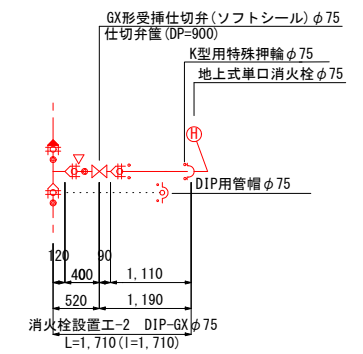 GX形受挿仕切弁(ソフトシール)φ75
仕切弁筐(DP=900)
K型用特殊押輪φ75
地上式単口消火栓φ75
H
DIP用管帽φ75
120
90
400
1,110
520
1,190
消火栓設置工-2 DIP-GXφ75
L=1,710(l=1,710)